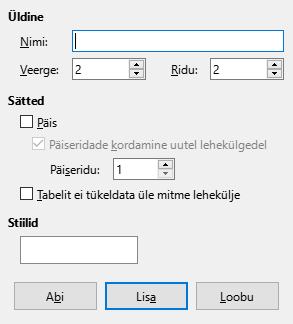 Üldine
Nimi:
Veerge: 2 Ridu: 2
Sätted
Päis
Päiseridade kordamine uutel lehekülgedel
Päiseridu: 1
Tabelit ei tükeldata üle mitme lehekülje
Stiilid
Abi Lisa Loobu